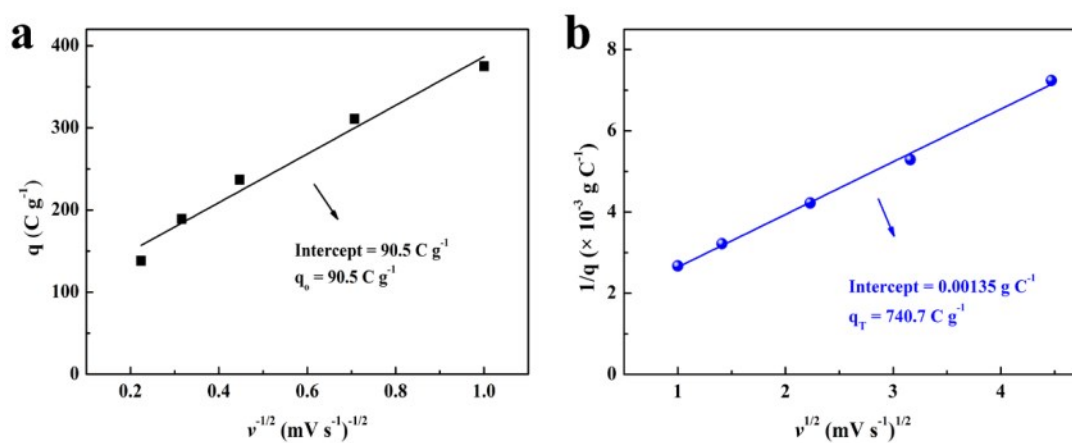 a
q (C g⁻¹)
400
300
200
100
0
0.2 0.4 0.6 0.8 1.0
v⁻¹/² (mV s⁻¹)⁻¹/²
Intercept = 90.5 C g⁻¹
qₒ = 90.5 C g⁻¹
b
1/q (× 10⁻³ g C⁻¹)
8
6
4
2
0
1 2 3 4
v¹/² (mV s⁻¹)¹/²
Intercept = 0.00135 g C⁻¹
q_T = 740.7 C g⁻¹